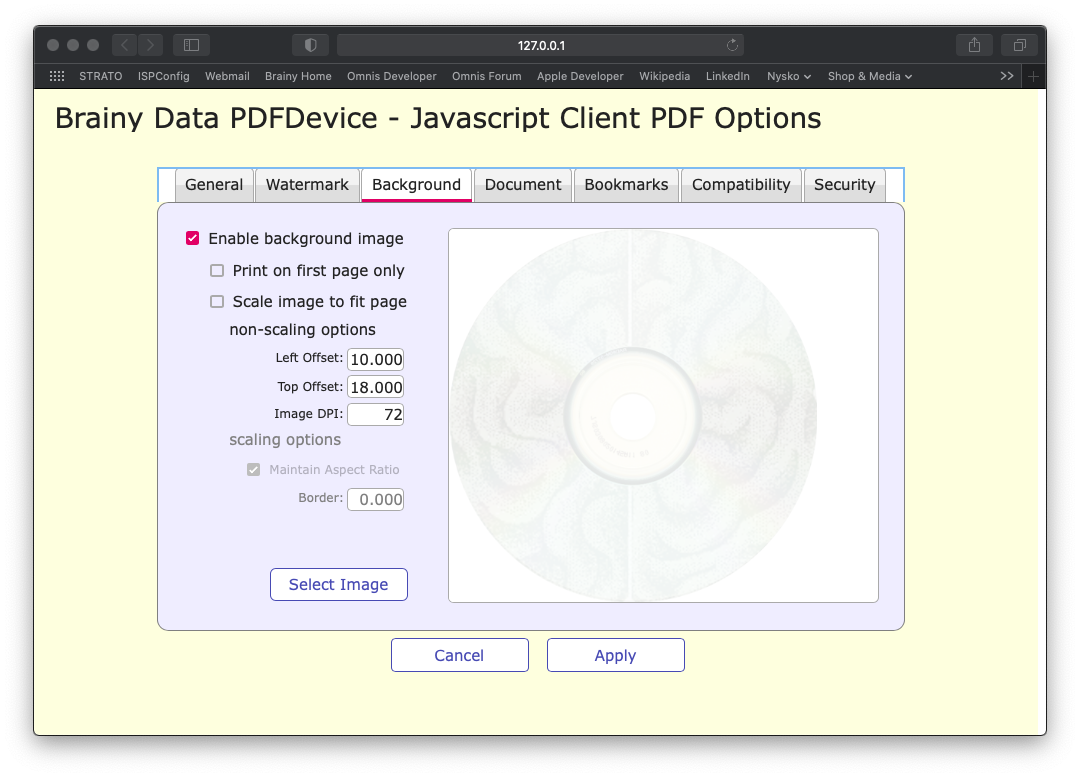 127.0.0.1
STRATO ISPConfig Webmail Brainy Home Omnis Developer Omnis Forum Apple Developer Wikipedia LinkedIn Nysko Shop & Media >>
Brainy Data PDFDevice - Javascript Client PDF Options
General Watermark Background Document Bookmarks Compatibility Security
Enable background image
Print on first page only
Scale image to fit page
non-scaling options
Left Offset: 10.000
Top Offset: 18.000
Image DPI: 72
scaling options
Maintain Aspect Ratio
Border: 0.000
Select Image
Cancel Apply